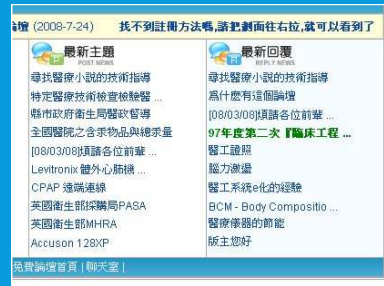 論壇 (2008-7-24) 找不到註冊方法嗎,請把劃面往右拉,就可以看到了
最新主題
POST NEWS
尋找醫療小說的技術指導
特定醫療技術檢查檢驗醫 ...
縣市政府衛生局醫政督導
全國醫院之含汞物品與總汞量
[08/03/08]煩請各位前輩 ...
Levitronix 體外心肺機 ...
CPAP 遠端連線
英國衛生部採購局PASA
英國衛生部MHRA
Accuson 128XP
最新回覆
REPLY NEWS
尋找醫療小說的技術指導
爲什麼有這個論壇
[08/03/08]煩請各位前輩 ...
97年度第二次『臨床工程 ...
醫工證照
腦力激盪
醫工系統e化的經驗
BCM - Body Compositio ...
醫療儀器的節能
版主您好
免費論壇首頁 | 聊天室 |